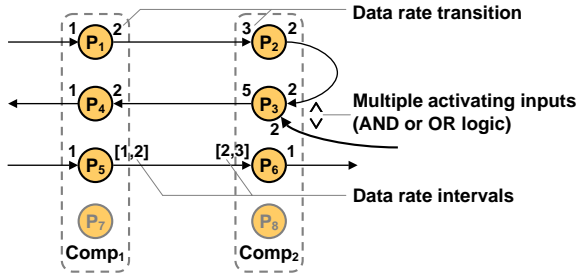 Data rate transition
1 P1 2 3 P2 2
1 P4 2 5 P3 2
2
Multiple activating inputs
(AND or OR logic)
1 P5 [1,2] [2,3] P6 1
Data rate intervals
P7 P8
Comp1 Comp2